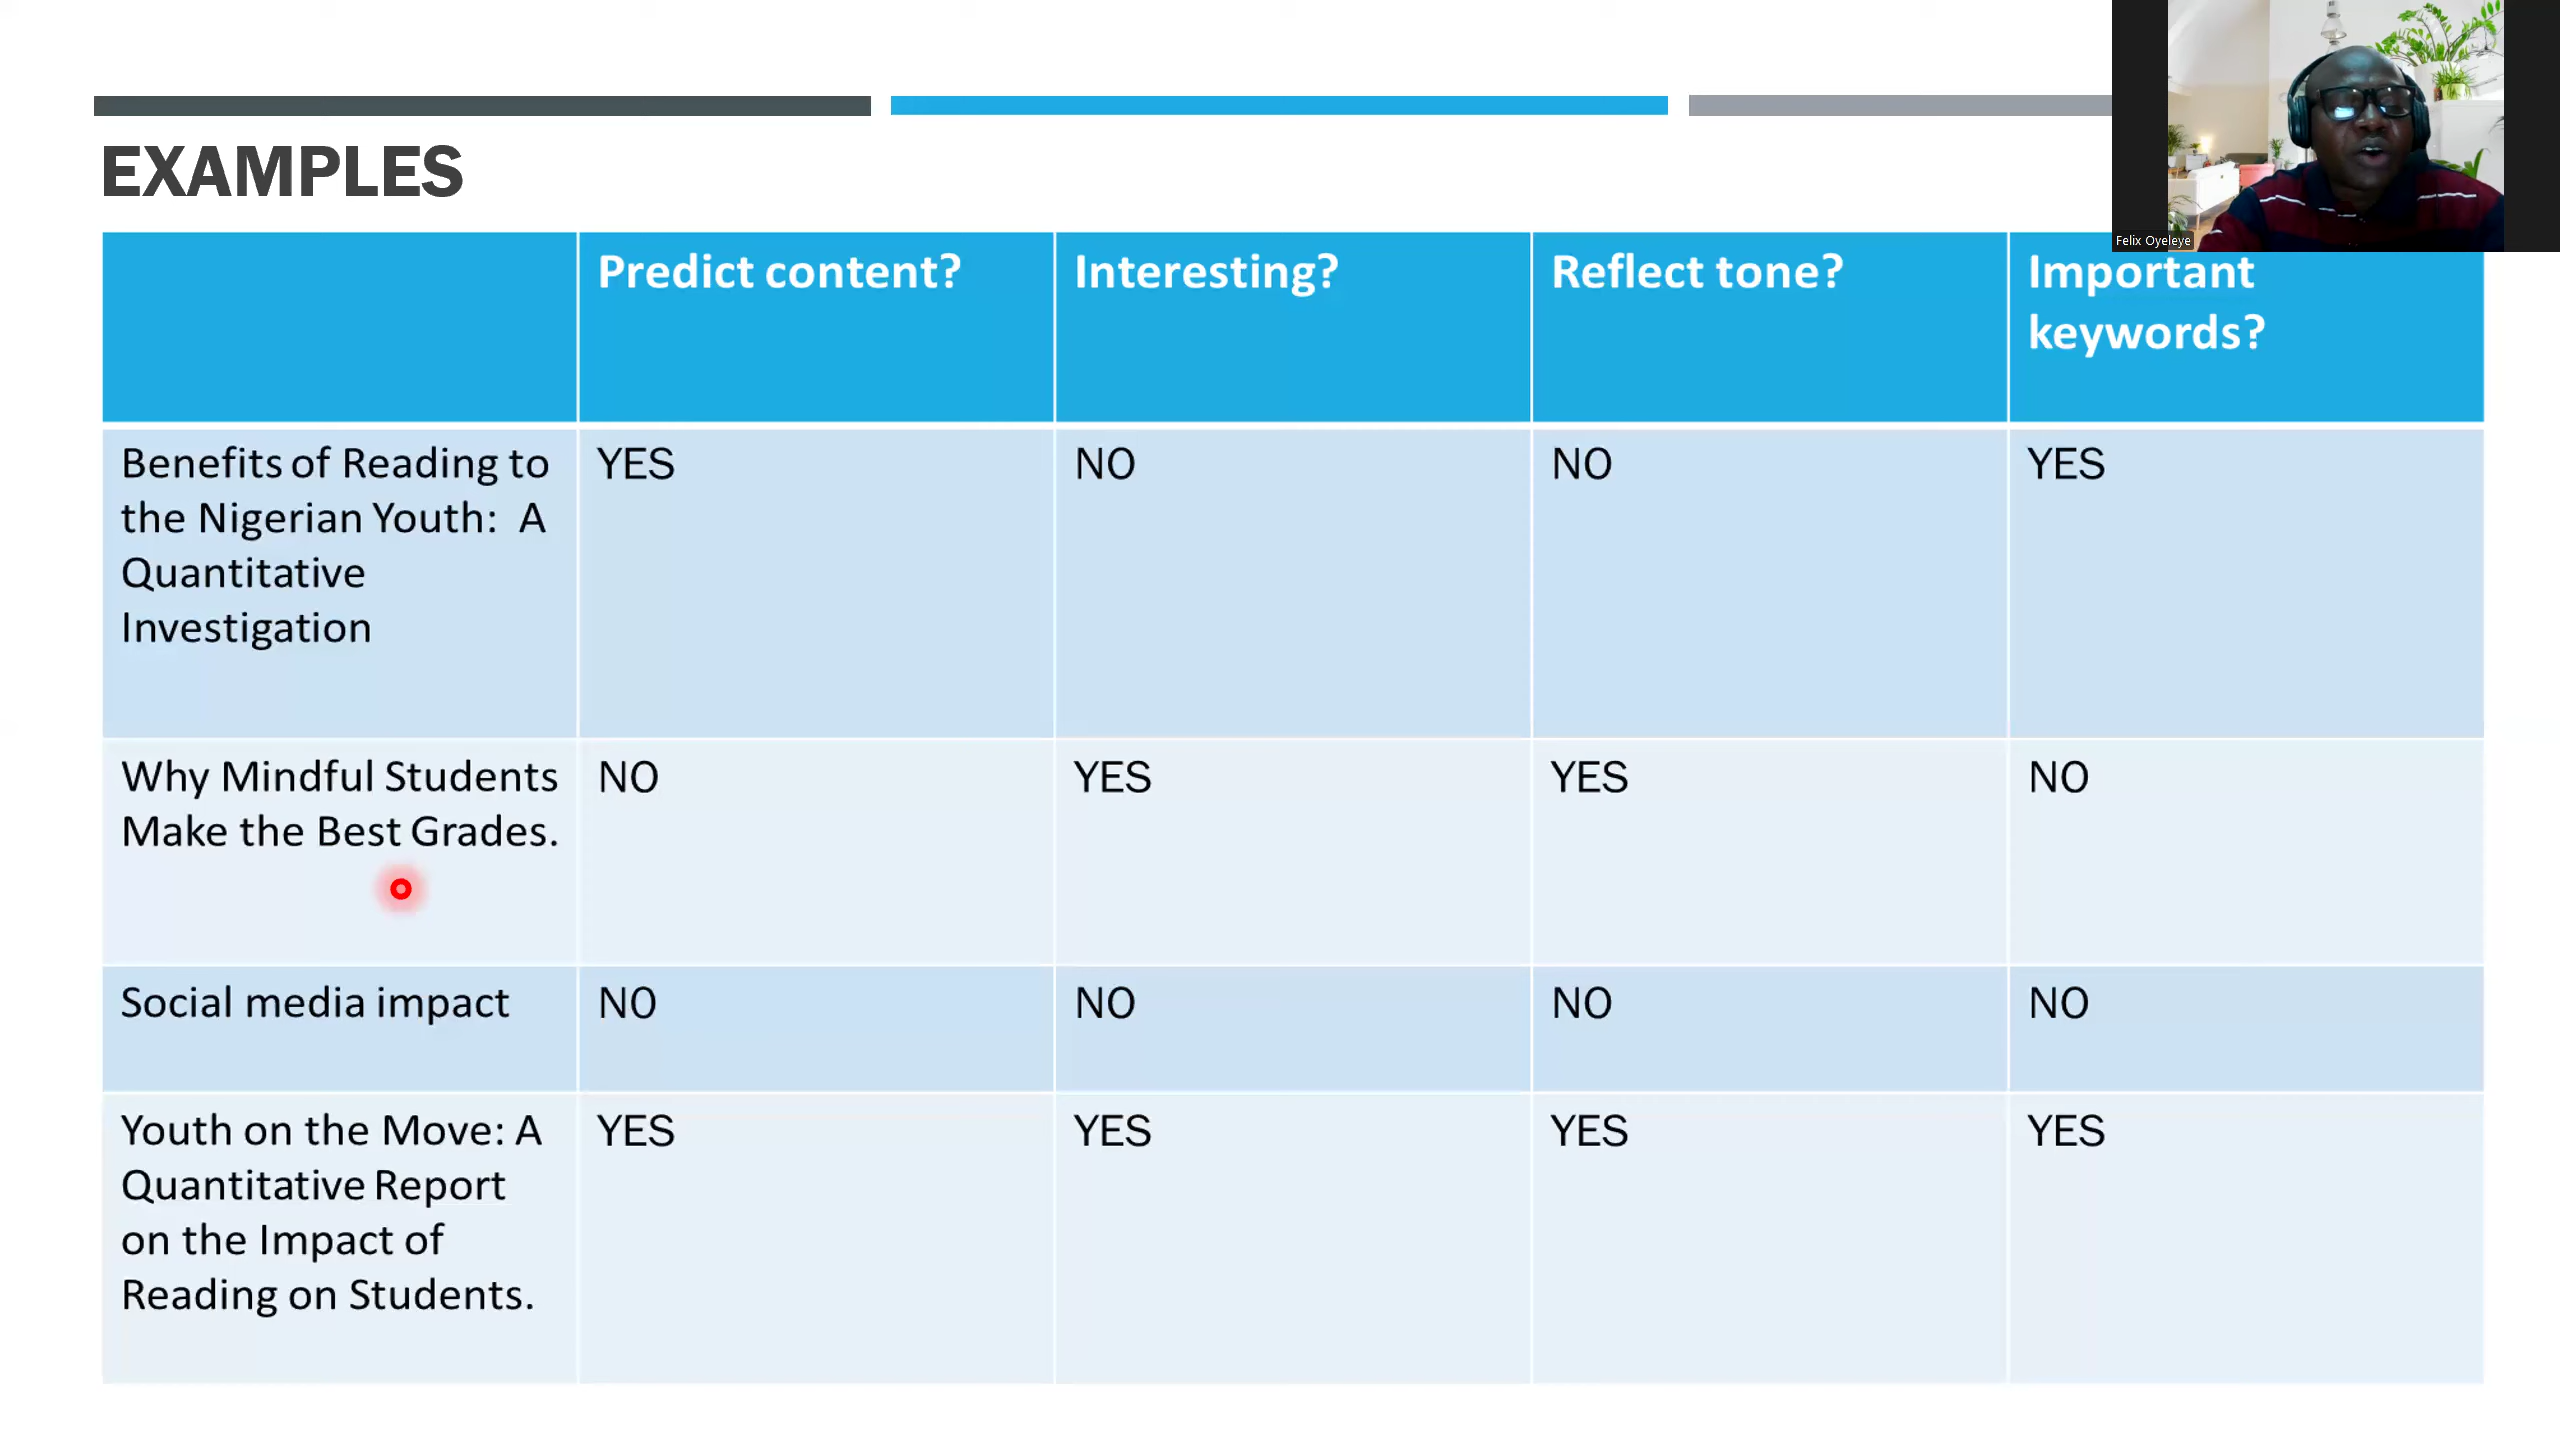 EXAMPLES
Felix Oyeleye
Predict content?
Interesting?
Reflect tone?
Important
keywords?
Benefits of Reading to
the Nigerian Youth:  A
Quantitative
Investigation
YES
NO
NO
YES
Why Mindful Students
Make the Best Grades.
NO
YES
YES
NO
Social media impact
NO
NO
NO
NO
Youth on the Move: A
Quantitative Report
on the Impact of
Reading on Students.
YES
YES
YES
YES